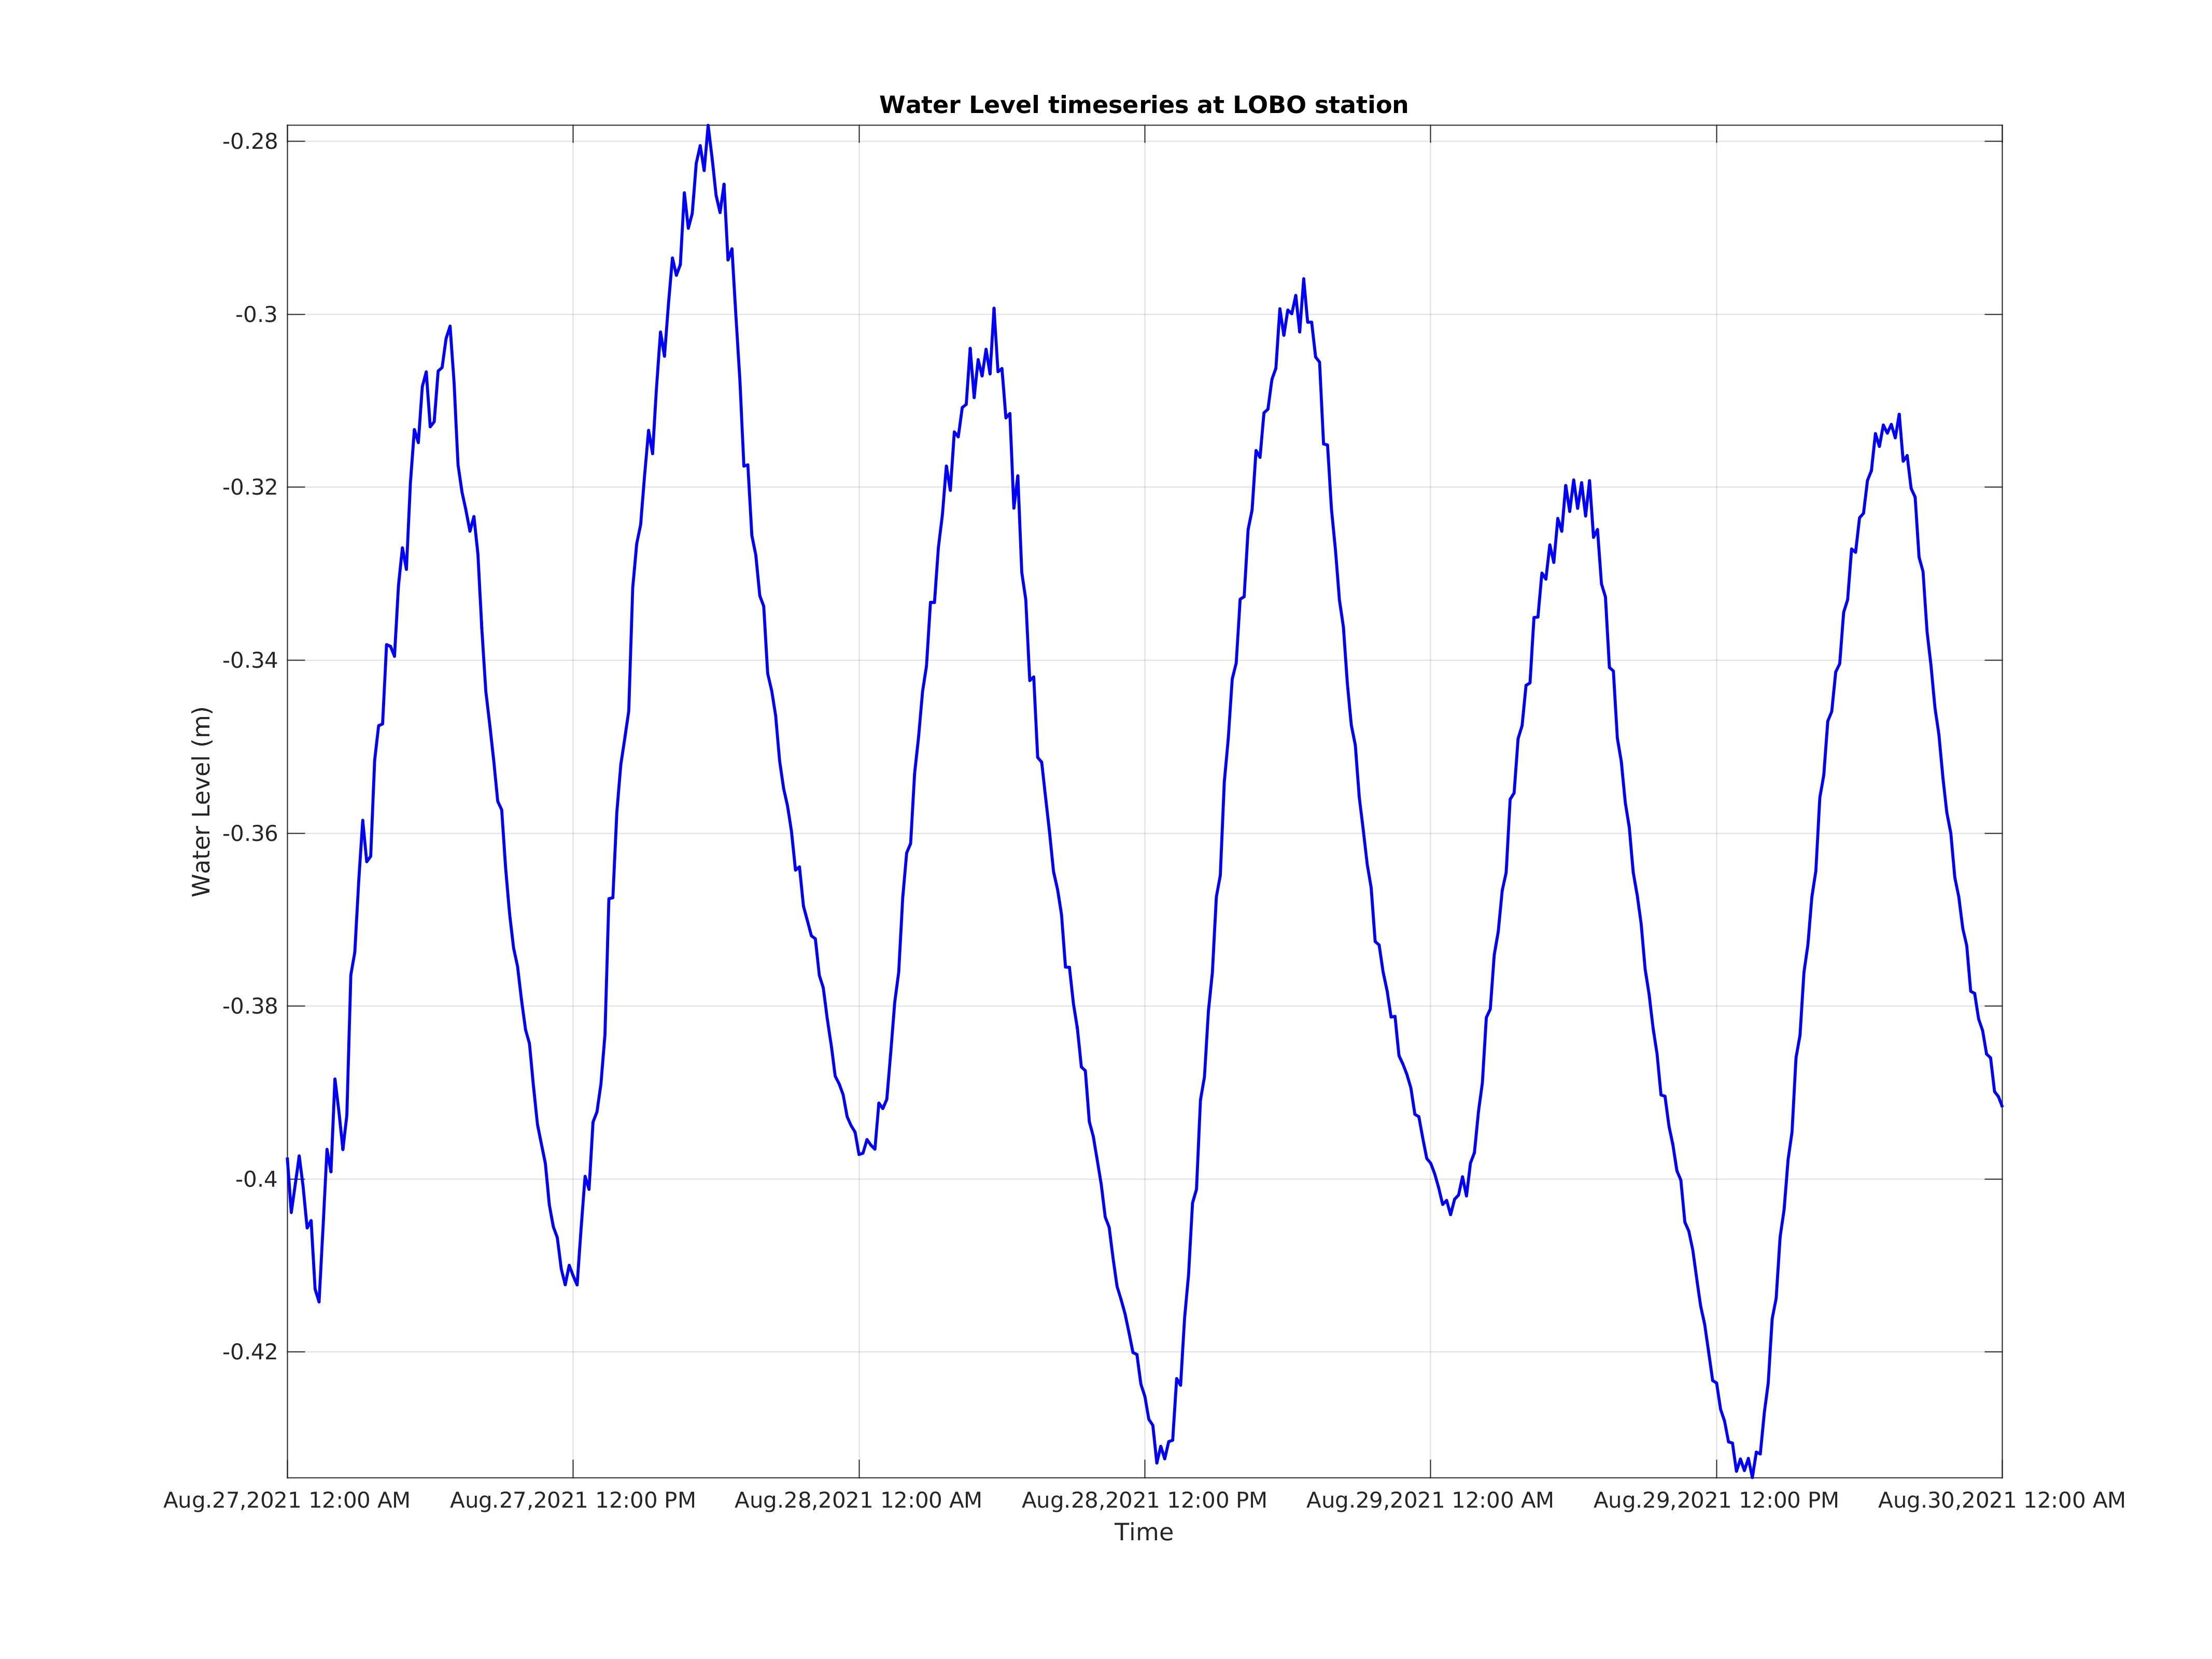 Water Level timeseries at LOBO station
-0.28
-0.3
-0.32
-0.34
-0.36
-0.38
-0.4
-0.42
Water Level (m)
Aug.27,2021 12:00 AM
Aug.27,2021 12:00 PM
Aug.28,2021 12:00 AM
Aug.28,2021 12:00 PM
Aug.29,2021 12:00 AM
Aug.29,2021 12:00 PM
Aug.30,2021 12:00 AM
Time